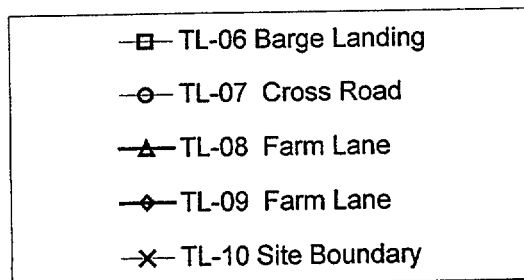 TL-06 Barge Landing
TL-07 Cross Road
TL-08 Farm Lane
TL-09 Farm Lane
TL-10 Site Boundary